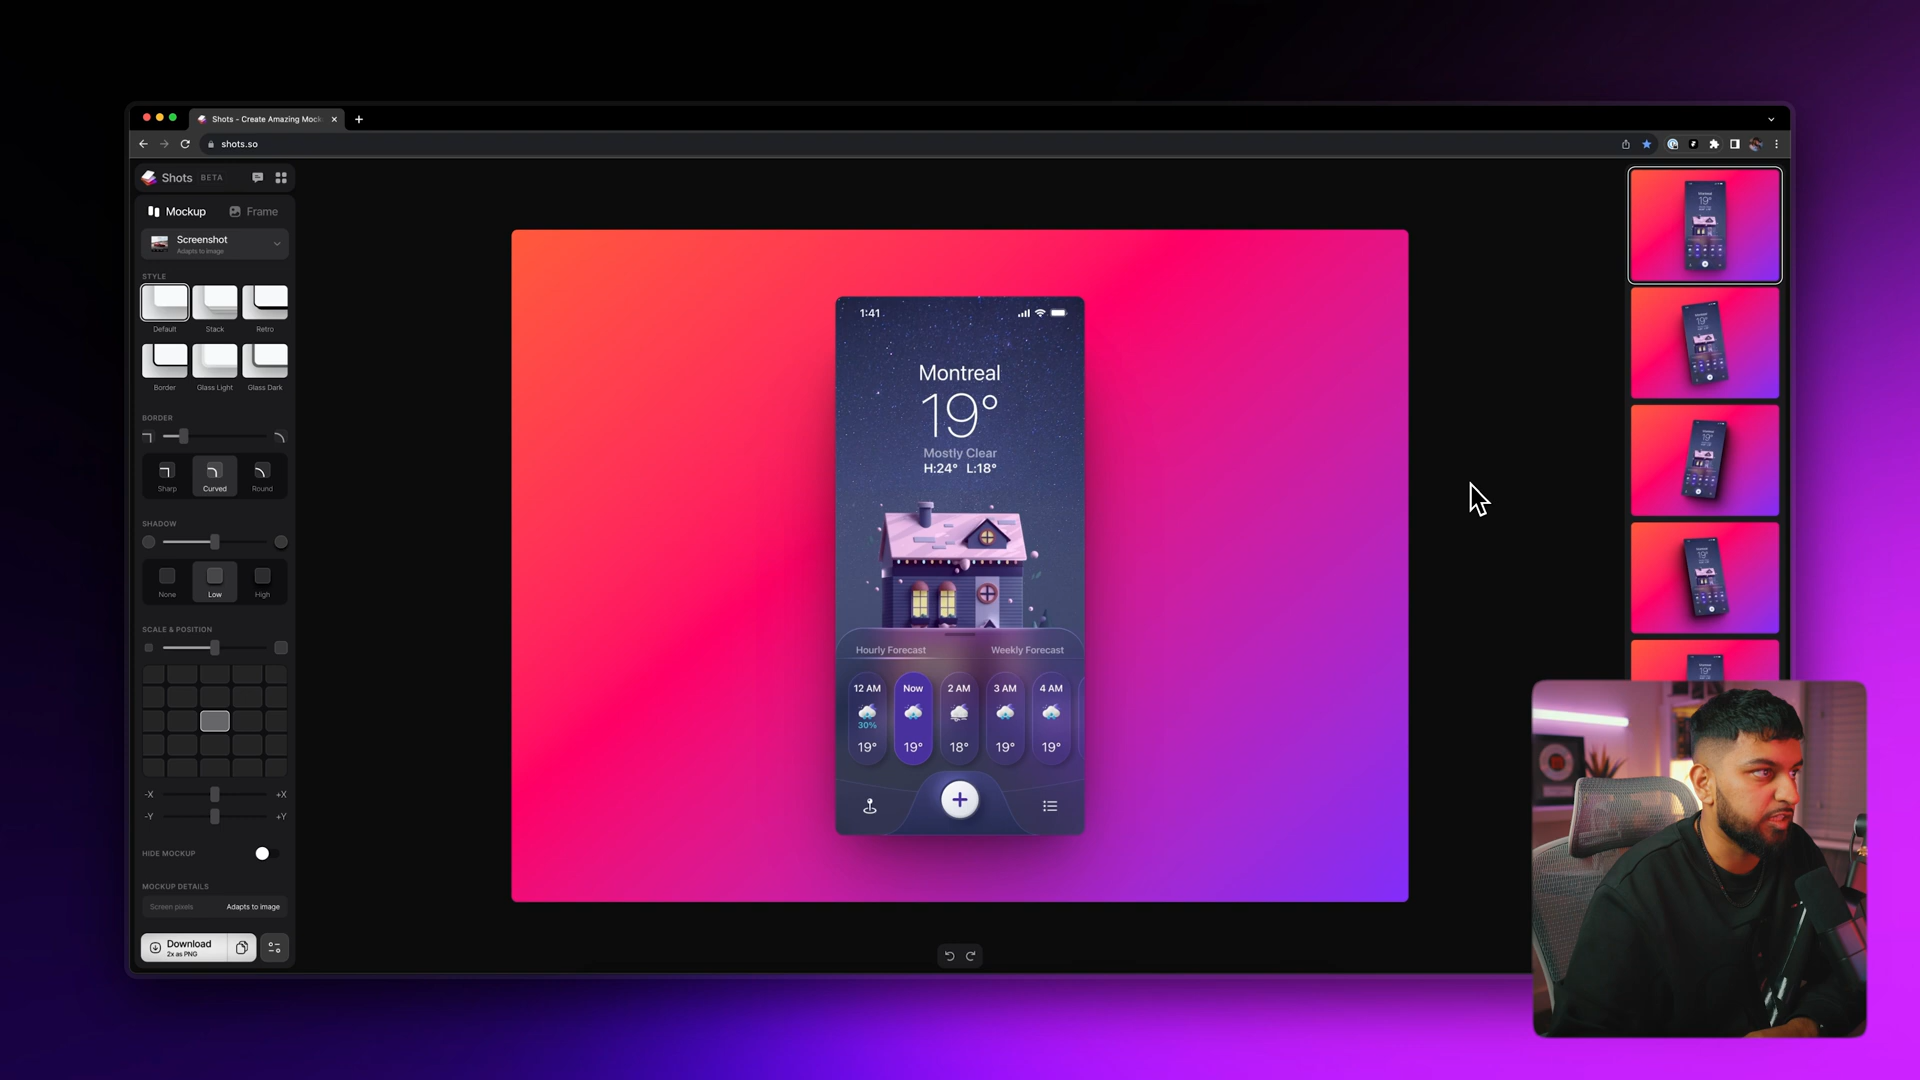 Shots - Create Amazing Mock
shots.so
Shots BETA
Mockup Frame
Screenshot
Adapts to image
STYLE
Default Stack Retro
Border Glass Light Glass Dark
BORDER
Sharp Curved Round
SHADOW
None Low High
SCALE & POSITION
-X +X
-Y +Y
HIDE MOCKUP
MOCKUP DETAILS
Screen pixels Adapts to image
Download
2x as PNG
1:41
Montreal
19°
Mostly Clear
H:24° L:18°
Hourly Forecast Weekly Forecast
12 AM Now 2 AM 3 AM 4 AM
30%
19° 19° 18° 19° 19°